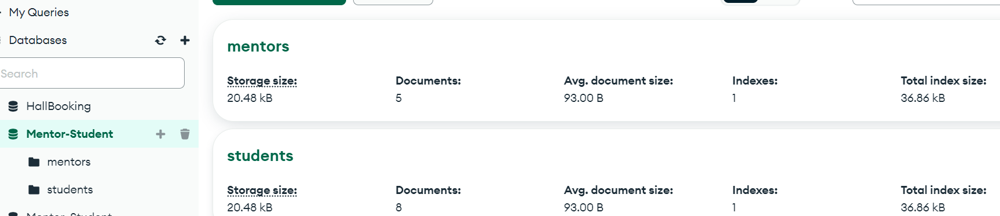 My Queries
Databases
Search
HallBooking
Mentor-Student
mentors
students
mentors
Storage size: Documents: Avg. document size: Indexes: Total index size:
20.48 kB 5 93.00 B 1 36.86 kB
students
Storage size: Documents: Avg. document size: Indexes: Total index size:
20.48 kB 8 93.00 B 1 36.86 kB